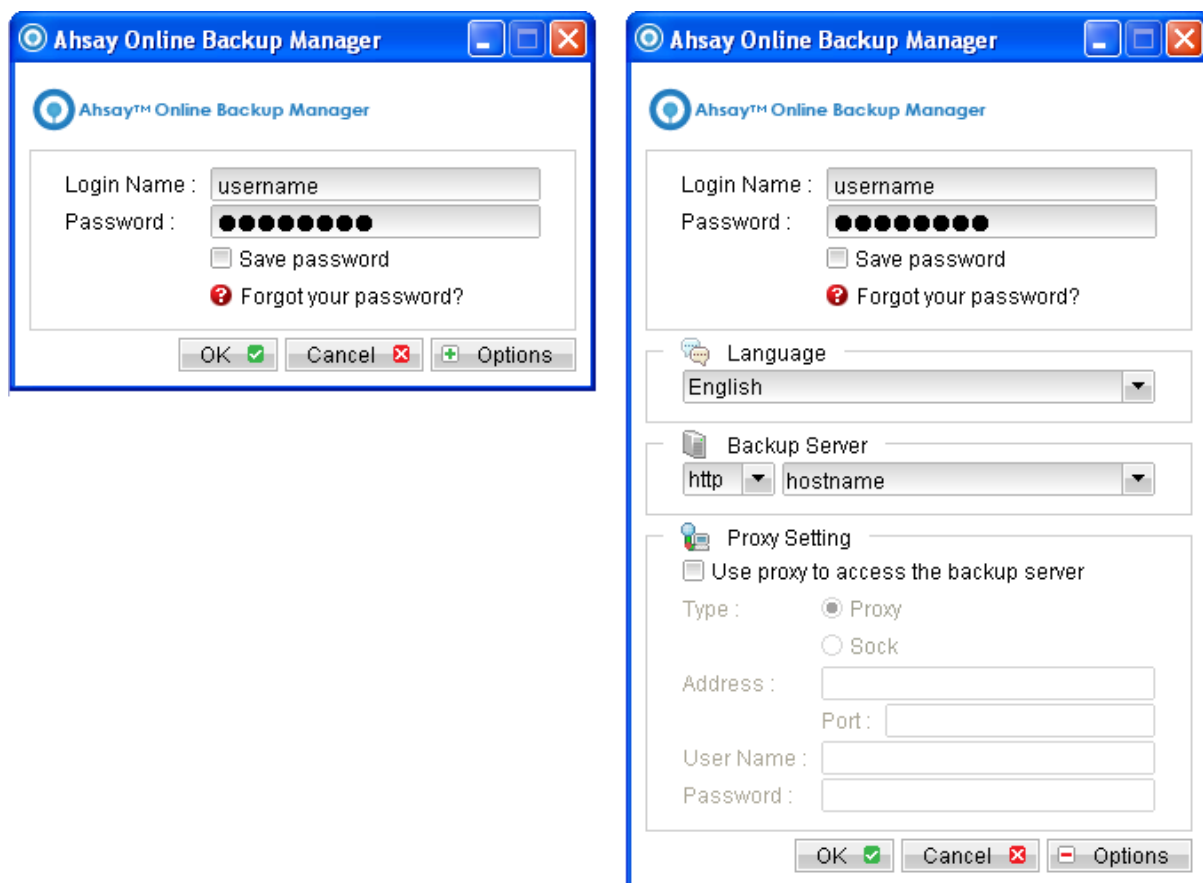 Ahsay Online Backup Manager
Ahsay™ Online Backup Manager
Login Name : username
Password : ●●●●●●●●
Save password
Forgot your password?
OK Cancel Options
Ahsay Online Backup Manager
Ahsay™ Online Backup Manager
Login Name : username
Password : ●●●●●●●●
Save password
Forgot your password?
Language
English
Backup Server
http hostname
Proxy Setting
Use proxy to access the backup server
Type : Proxy
Sock
Address :
Port :
User Name :
Password :
OK Cancel Options